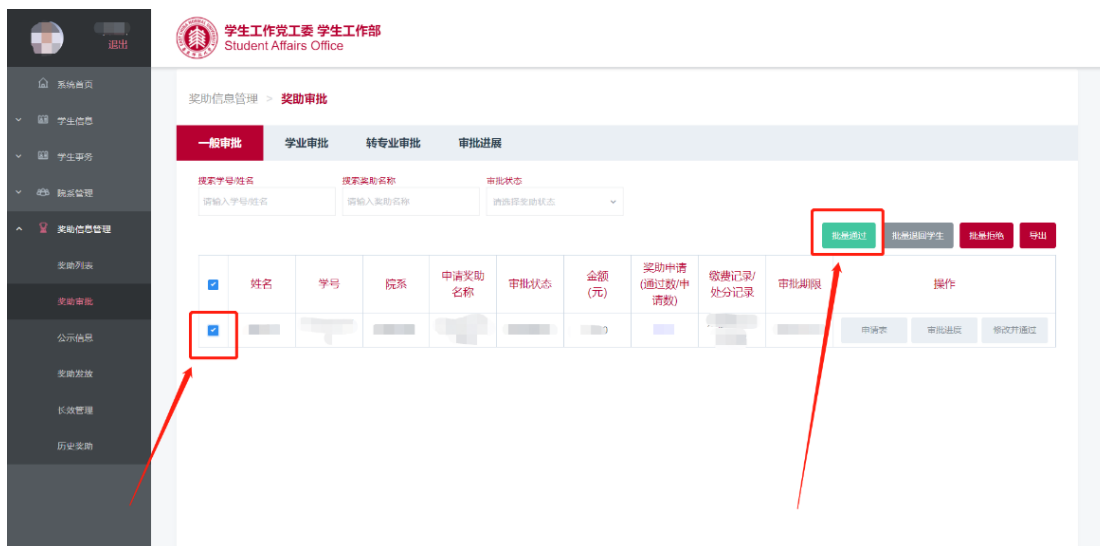 退出
学生工作党工委 学生工作部
Student Affairs Office
系统首页
学生信息
学生事务
院系管理
奖助信息管理
奖助列表
奖助审批
公示信息
奖助发放
长效管理
历史奖助
奖助信息管理 > 奖助审批
一般审批 学业审批 转专业审批 审批进展
搜索学号/姓名 搜索奖助名称 审批状态
请输入学号/姓名 请输入奖助名称 请选择奖助状态
批量通过 批量退回学生 批量拒绝 导出
姓名 学号 院系 申请奖助名称 审批状态 金额(元) 奖助申请(通过数/申请数) 缴费记录/处分记录 审批期限 操作
申请表 审批进度 修改并通过